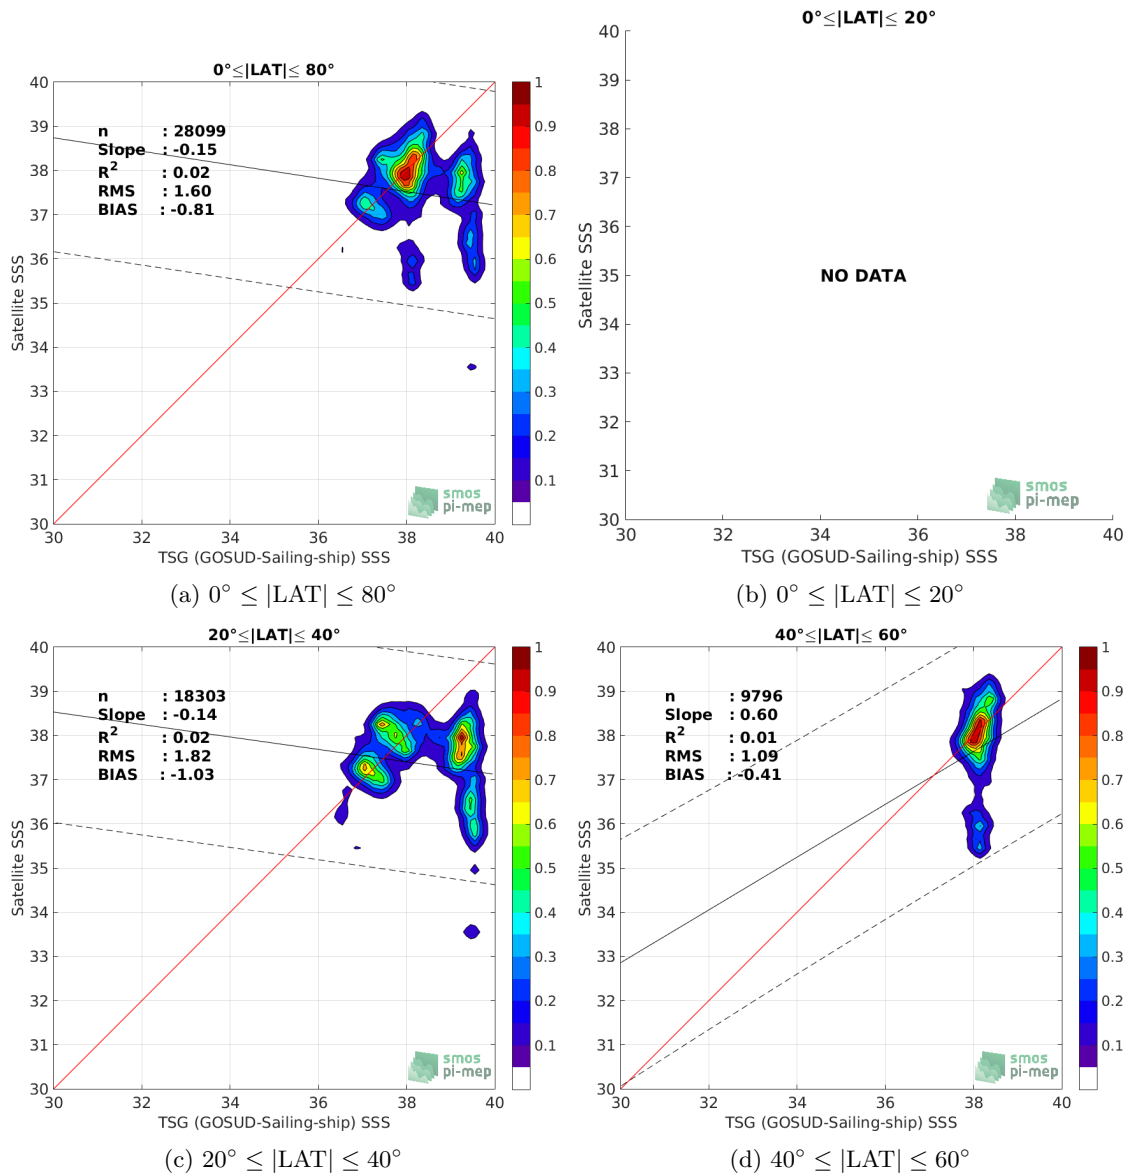 0°≤|LAT|≤ 80°
n : 28099
Slope : -0.15
R² : 0.02
RMS : 1.60
BIAS : -0.81
Satellite SSS
40
39
38
37
36
35
34
33
32
31
30
30 32 34 36 38 40
TSG (GOSUD-Sailing-ship) SSS
1
0.9
0.8
0.7
0.6
0.5
0.4
0.3
0.2
0.1
smos
pi-mep
(a) 0° ≤ |LAT| ≤ 80°
0°≤|LAT|≤ 20°
Satellite SSS
40
39
38
37
36
35
34
33
32
31
30
NO DATA
30 32 34 36 38 40
TSG (GOSUD-Sailing-ship) SSS
smos
pi-mep
(b) 0° ≤ |LAT| ≤ 20°
20°≤|LAT|≤ 40°
n : 18303
Slope : -0.14
R² : 0.02
RMS : 1.82
BIAS : -1.03
Satellite SSS
40
39
38
37
36
35
34
33
32
31
30
30 32 34 36 38 40
TSG (GOSUD-Sailing-ship) SSS
1
0.9
0.8
0.7
0.6
0.5
0.4
0.3
0.2
0.1
smos
pi-mep
(c) 20° ≤ |LAT| ≤ 40°
40°≤|LAT|≤ 60°
n : 9796
Slope : 0.60
R² : 0.01
RMS : 1.09
BIAS : -0.41
Satellite SSS
40
39
38
37
36
35
34
33
32
31
30
30 32 34 36 38 40
TSG (GOSUD-Sailing-ship) SSS
1
0.9
0.8
0.7
0.6
0.5
0.4
0.3
0.2
0.1
smos
pi-mep
(d) 40° ≤ |LAT| ≤ 60°